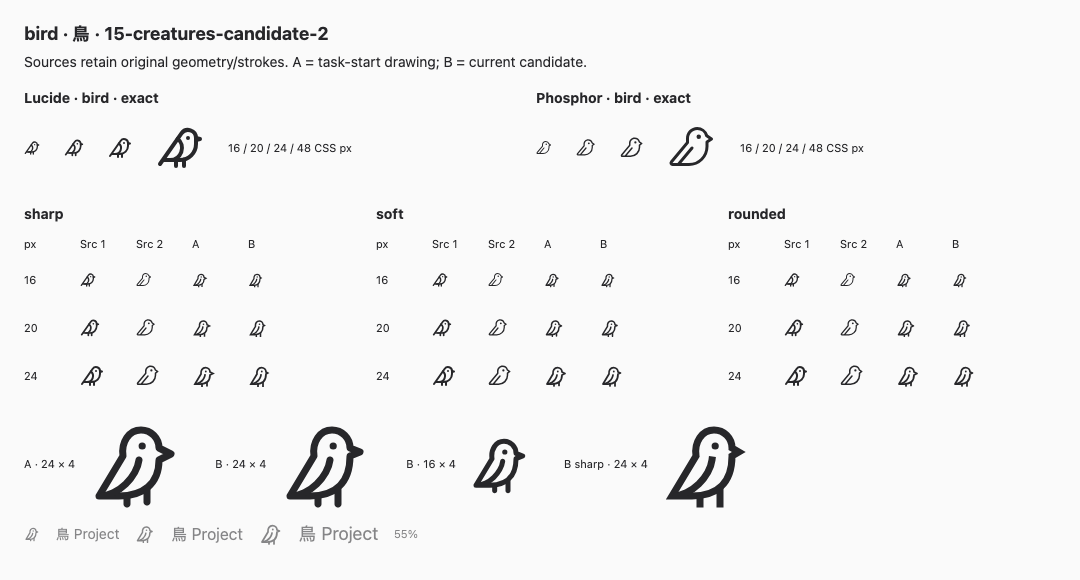 bird · 鳥 · 15-creatures-candidate-2
Sources retain original geometry/strokes. A = task-start drawing; B = current candidate.
Lucide · bird · exact
Phosphor · bird · exact
16 / 20 / 24 / 48 CSS px
16 / 20 / 24 / 48 CSS px
sharp
soft
rounded
px Src 1 Src 2 A B
px Src 1 Src 2 A B
px Src 1 Src 2 A B
16
16
16
20
20
20
24
24
24
A · 24 × 4
B · 24 × 4
B · 16 × 4
B sharp · 24 × 4
鳥 Project
鳥 Project
鳥 Project
55%